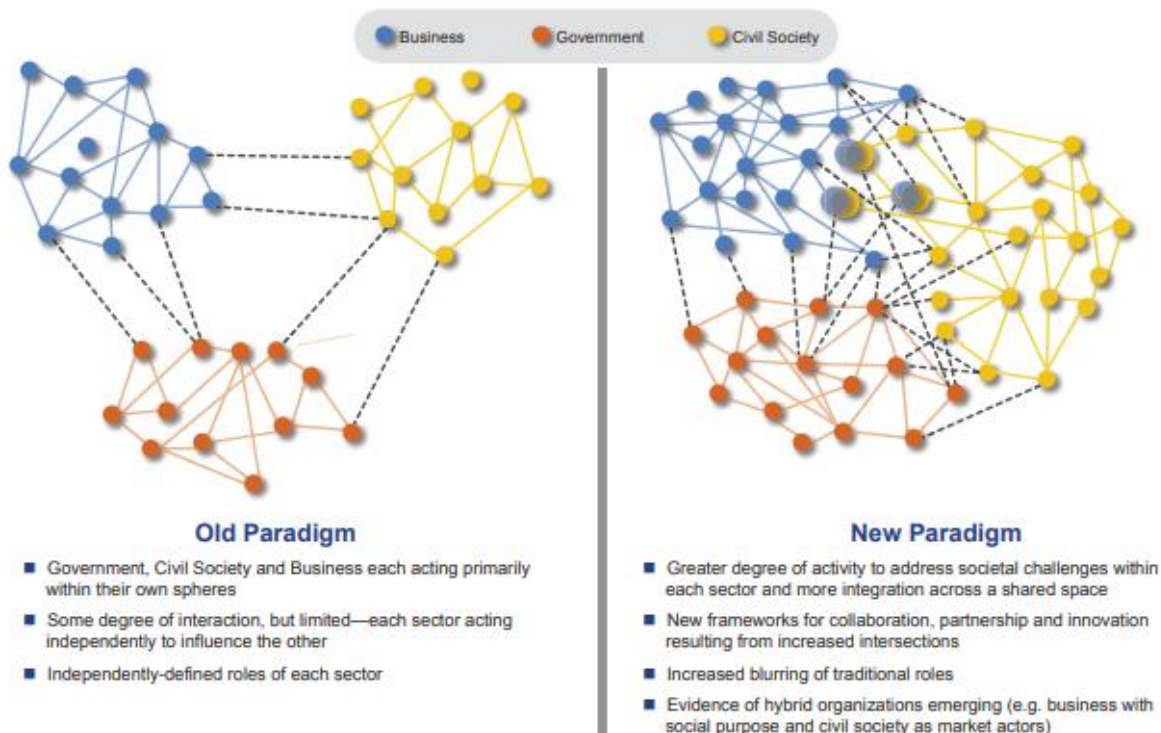 Business
Government
Civil Society
Old Paradigm
■ Government, Civil Society and Business each acting primarily
within their own spheres
■ Some degree of interaction, but limited—each sector acting
independently to influence the other
■ Independently-defined roles of each sector
New Paradigm
■ Greater degree of activity to address societal challenges within
each sector and more integration across a shared space
■ New frameworks for collaboration, partnership and innovation
resulting from increased intersections
■ Increased blurring of traditional roles
■ Evidence of hybrid organizations emerging (e.g. business with
social purpose and civil society as market actors)